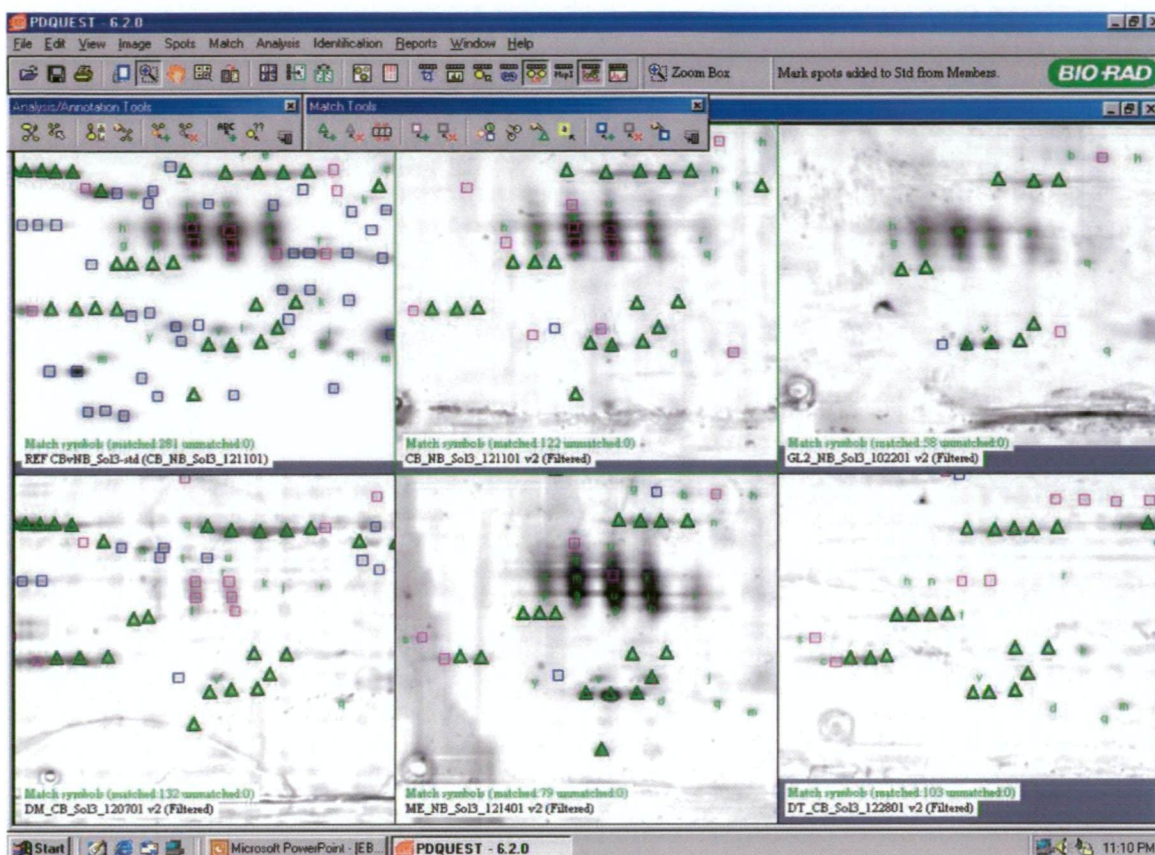 PDQUEST - 6.2.0
File Edit View Image Spots Match Analysis Identification Reports Window Help
Zoom Box
Mark spots added to Std from Members.
BIO-RAD
Analysis/Annotation Tools
Match Tools
Match symbols (matched:281 unmatched:0)
REF CBvNB_Sol3-std (CB_NB_Sol3_121101)
Match symbols (matched:122 unmatched:0)
CB_NB_Sol3_121101 v2 (Filtered)
Match symbols (matched:58 unmatched:0)
GL2_NB_Sol3_102201 v2 (Filtered)
Match symbols (matched:132 unmatched:0)
DM_CB_Sol3_120701 v2 (Filtered)
Match symbols (matched:79 unmatched:0)
ME_NB_Sol3_121401 v2 (Filtered)
Match symbols (matched:103 unmatched:0)
DT_CB_Sol3_122801 v2 (Filtered)
Start
Microsoft PowerPoint - [EB...
PDQUEST - 6.2.0
11:10 PM